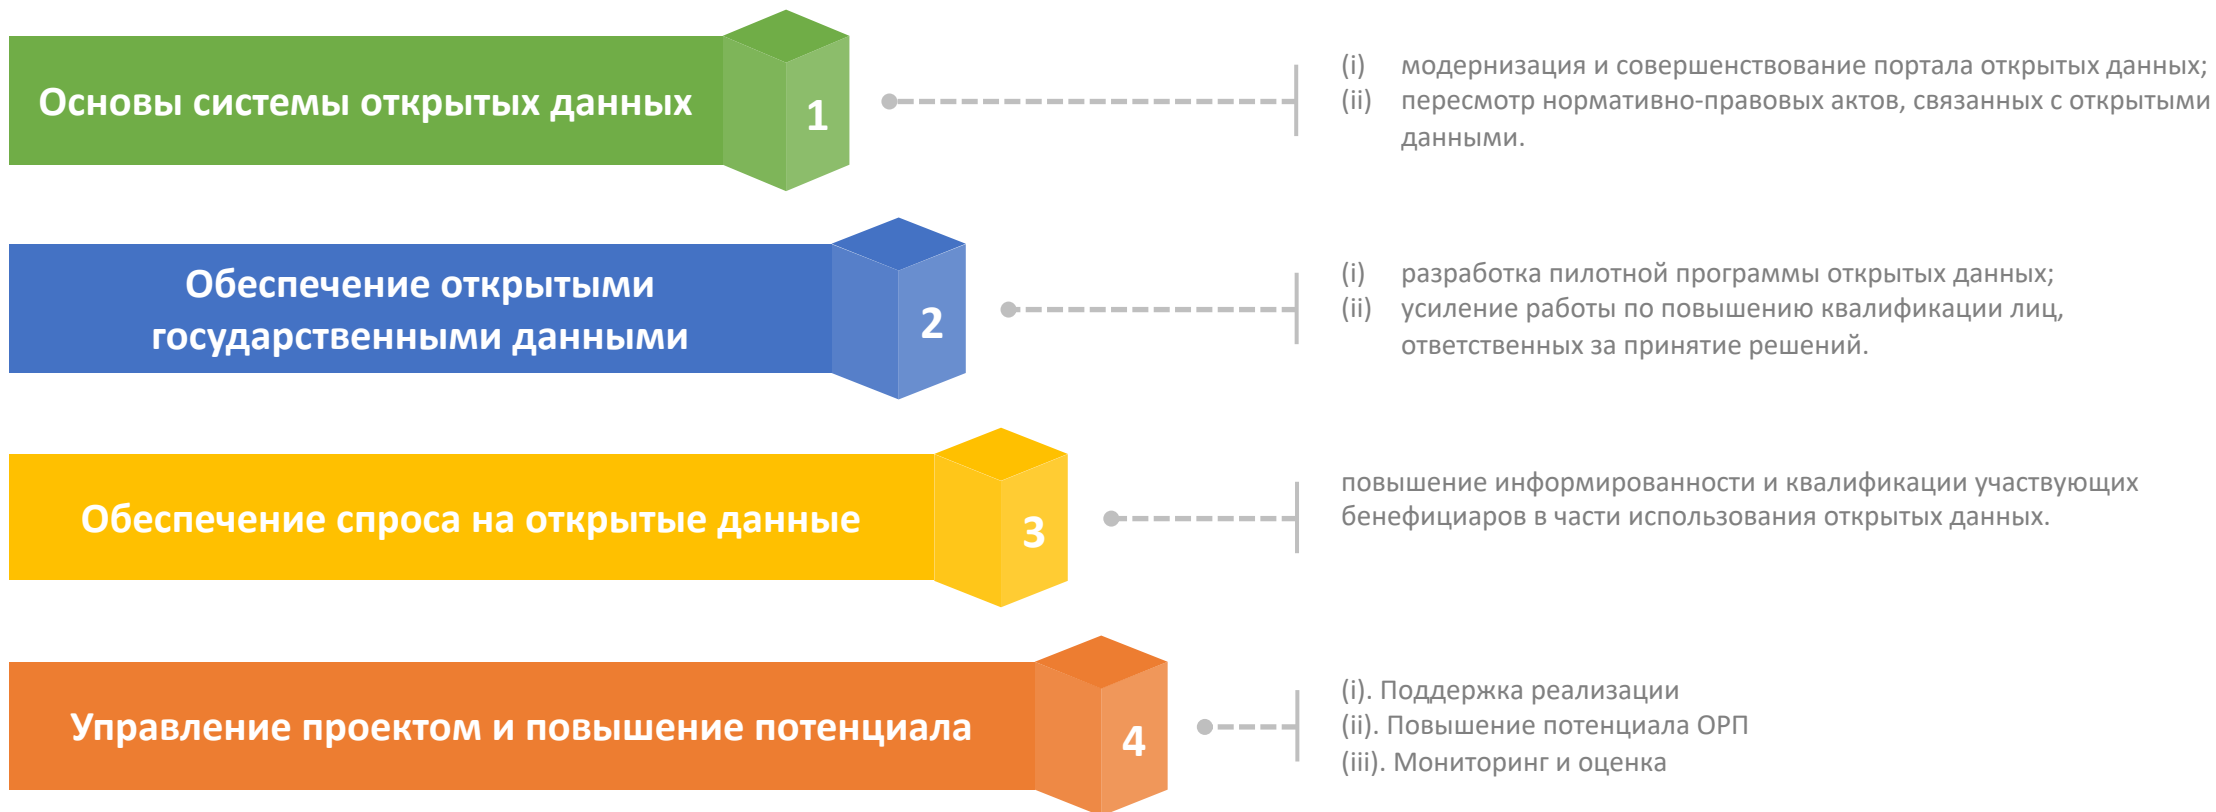 Основы системы открытых данных
1
(i) модернизация и совершенствование портала открытых данных;
(ii) пересмотр нормативно-правовых актов, связанных с открытыми
данными.
Обеспечение открытыми
государственными данными
2
(i) разработка пилотной программы открытых данных;
(ii) усиление работы по повышению квалификации лиц,
ответственных за принятие решений.
Обеспечение спроса на открытые данные
3
повышение информированности и квалификации участвующих
бенефициаров в части использования открытых данных.
Управление проектом и повышение потенциала
4
(i). Поддержка реализации
(ii). Повышение потенциала ОРП
(iii). Мониторинг и оценка